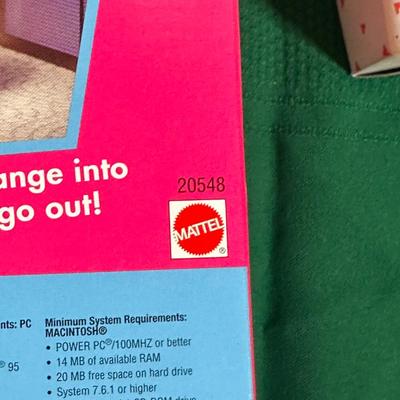 ange into
go out!
20548
MATTEL
®
nts: PC
® 95
Minimum System Requirements:
MACINTOSH®
• POWER PC®/100MHZ or better
• 14 MB of available RAM
• 20 MB free space on hard drive
• System 7.6.1 or higher